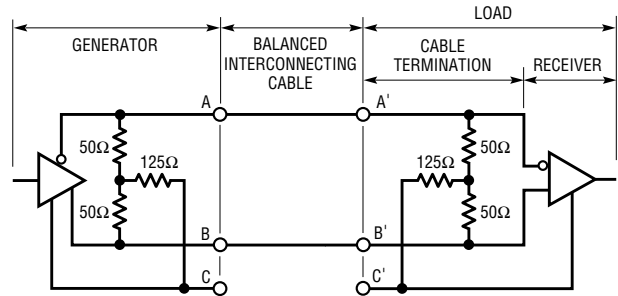 LOAD
GENERATOR
BALANCED
INTERCONNECTING
CABLE
CABLE
TERMINATION
RECEIVER
A
A'
50Ω
125Ω
50Ω
50Ω
125Ω
50Ω
B
B'
C
C'